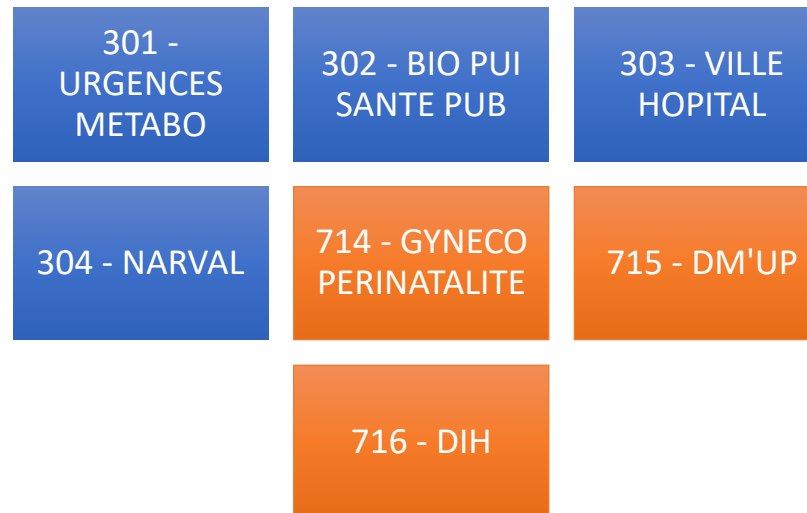 301 -
URGENCES
METABO
302 - BIO PUI
SANTE PUB
303 - VILLE
HOPITAL
304 - NARVAL
714 - GYNECO
PERINATALITE
715 - DM'UP
716 - DIH